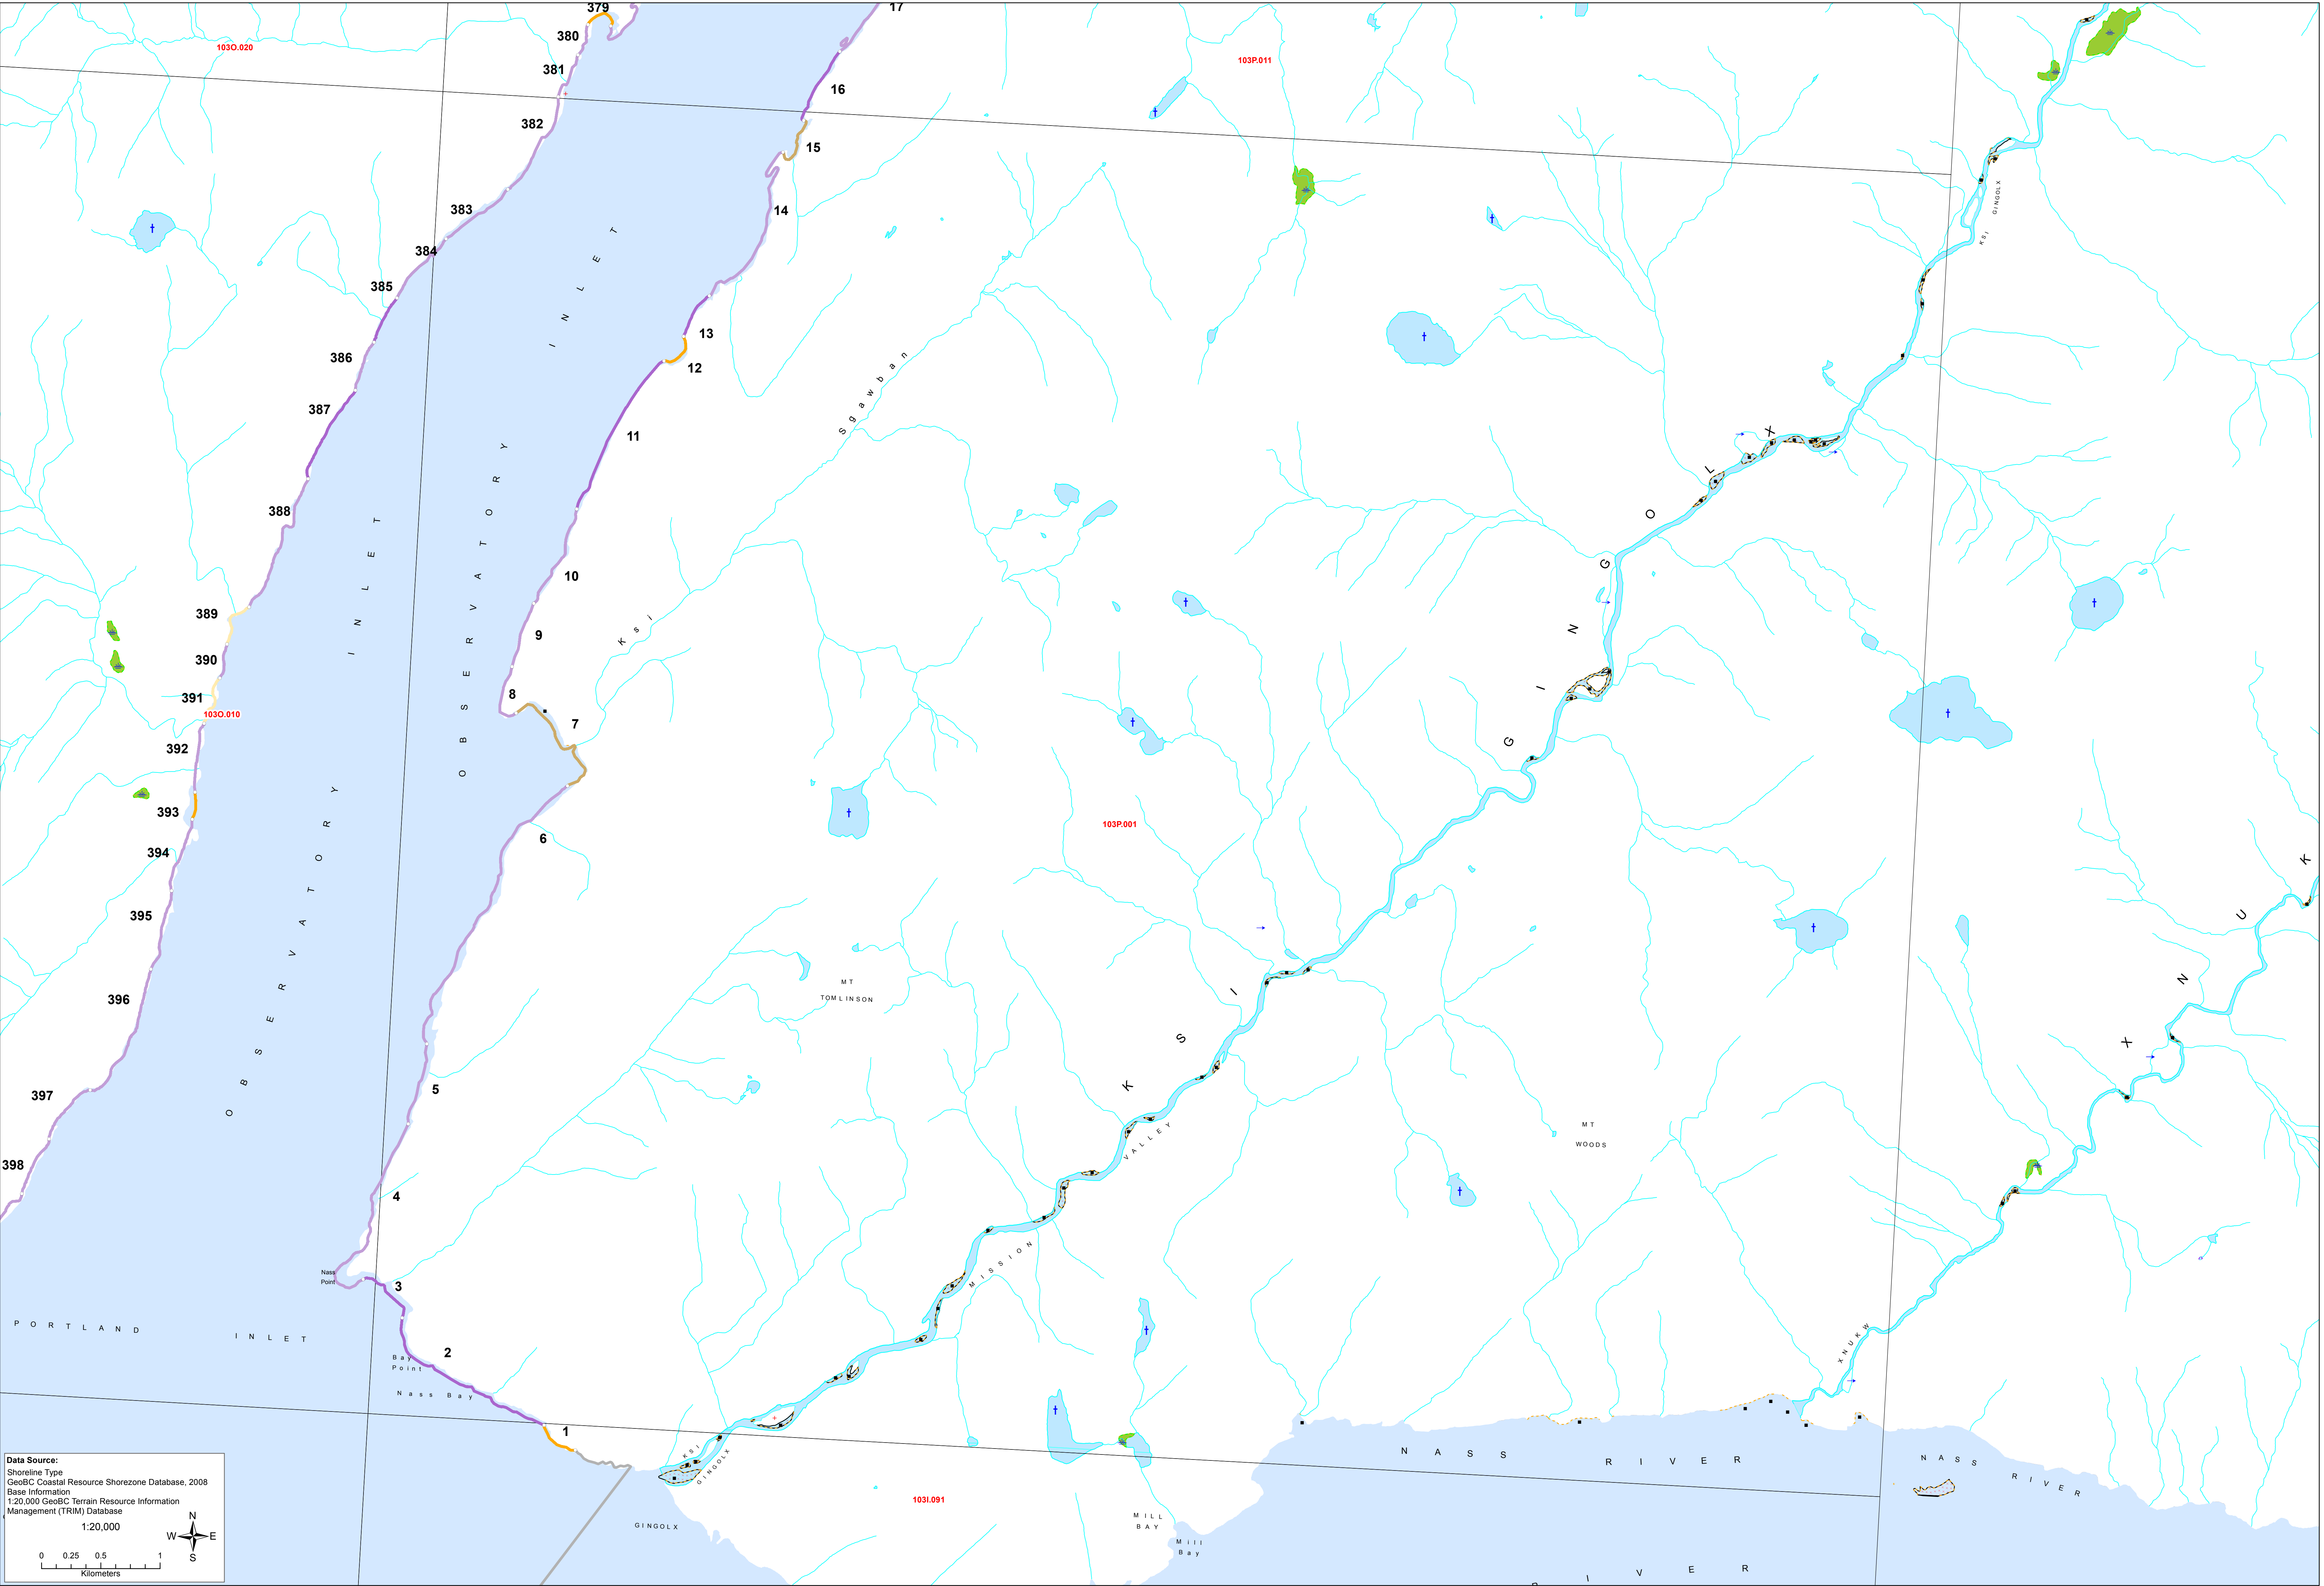 379
17
380
103O.020
381
103P.011
16
382
15
383
14
384
385
INLET
KSI GINGOLX
386
13
12
387
11
Ksi Sgawban
388
10
389
9
390
391
103O.010
8
7
392
393
6
394
395
396
397
398
OBSERVATORY INLET
OBSERVATORY
INLET
103P.001
KSI GINGOLX
XNUK
MT
TOMLINSON
5
4
VALLEY
MISSION
MT
WOODS
Nass
Point
3
PORTLAND INLET
2
Bay
Point
Nass Bay
1
XNUKW
KSI
GINGOLX
NASS RIVER
NASS RIVER
103I.091
GINGOLX
MILL
BAY
Mill
Bay
RIVER
Data Source:
Shoreline Type
GeoBC Coastal Resource Shorezone Database, 2008
Base Information
1:20,000 GeoBC Terrain Resource Information
Management (TRIM) Database
1:20,000
N
W E
S
0 0.25 0.5 1
Kilometers